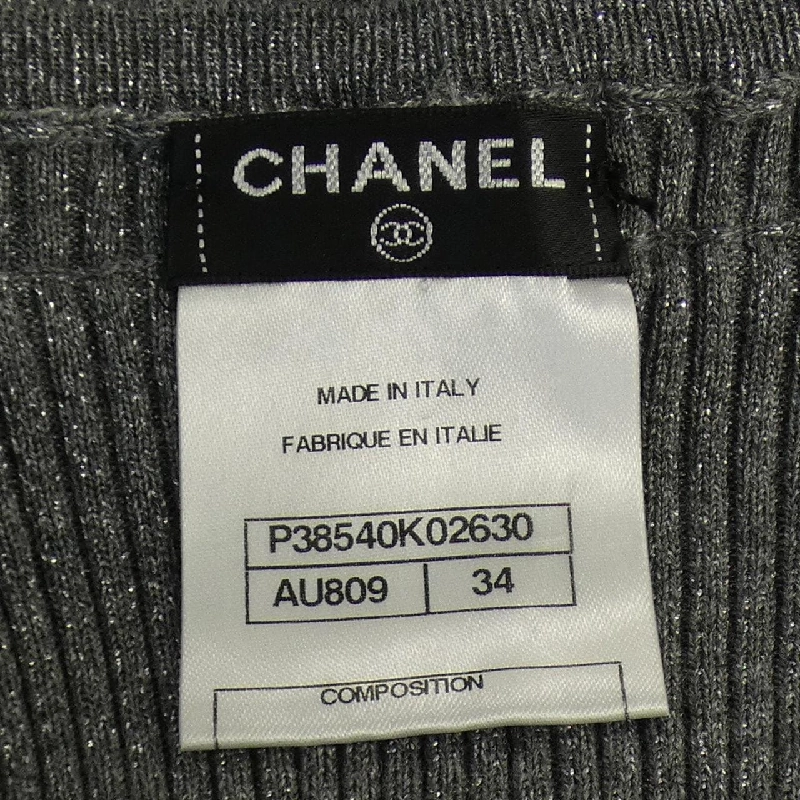 CHANEL
MADE IN ITALY
FABRIQUE EN ITALIE
P38540K02630
AU809 34
COMPOSITION